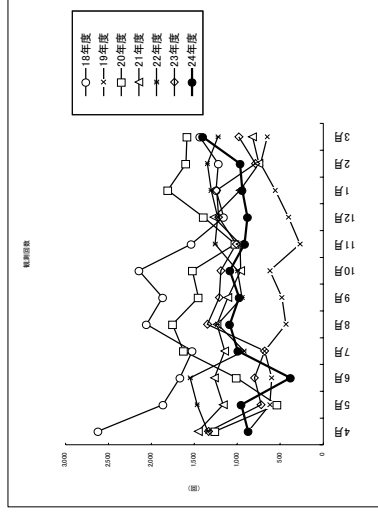 観測回数
18年度
19年度
20年度
21年度
22年度
23年度
24年度
3,000
2,500
2,000
1,500
1,000
500
0
(回)
4月
5月
6月
7月
8月
9月
10月
11月
12月
1月
2月
3月